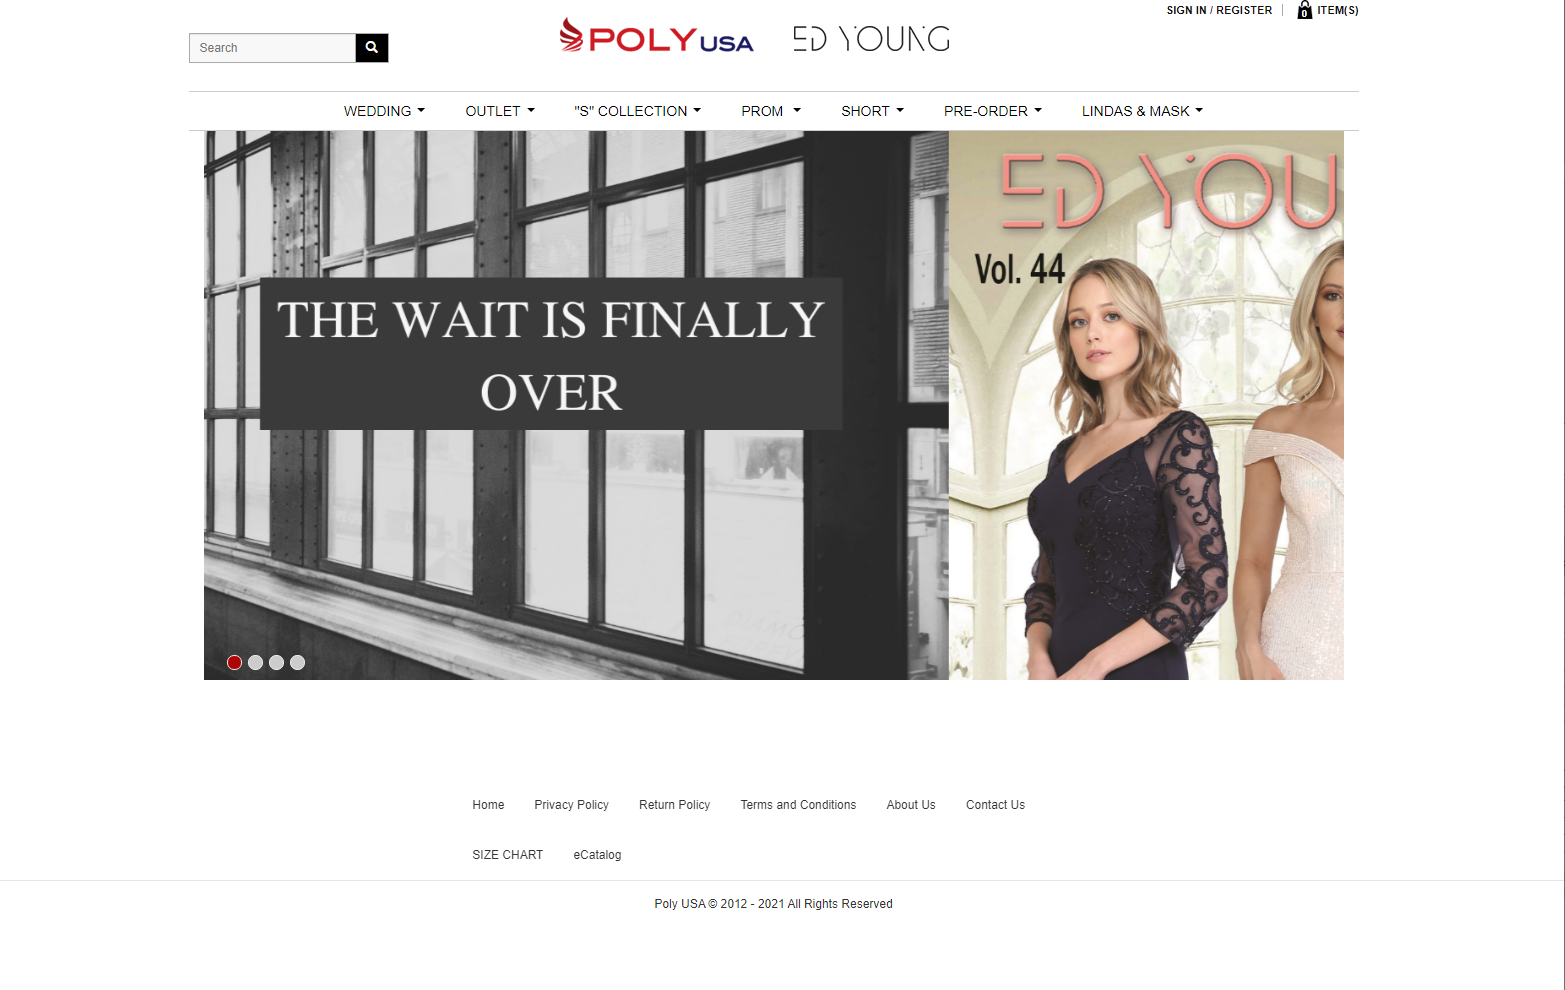 SIGN IN / REGISTER
0 ITEM(S)
Search
POLY USA
ED YOUNG
WEDDING
OUTLET
"S" COLLECTION
PROM
SHORT
PRE-ORDER
LINDAS & MASK
ED YOU
Vol. 44
THE WAIT IS FINALLY
OVER
Home Privacy Policy Return Policy Terms and Conditions About Us Contact Us
SIZE CHART eCatalog
Poly USA © 2012 - 2021 All Rights Reserved